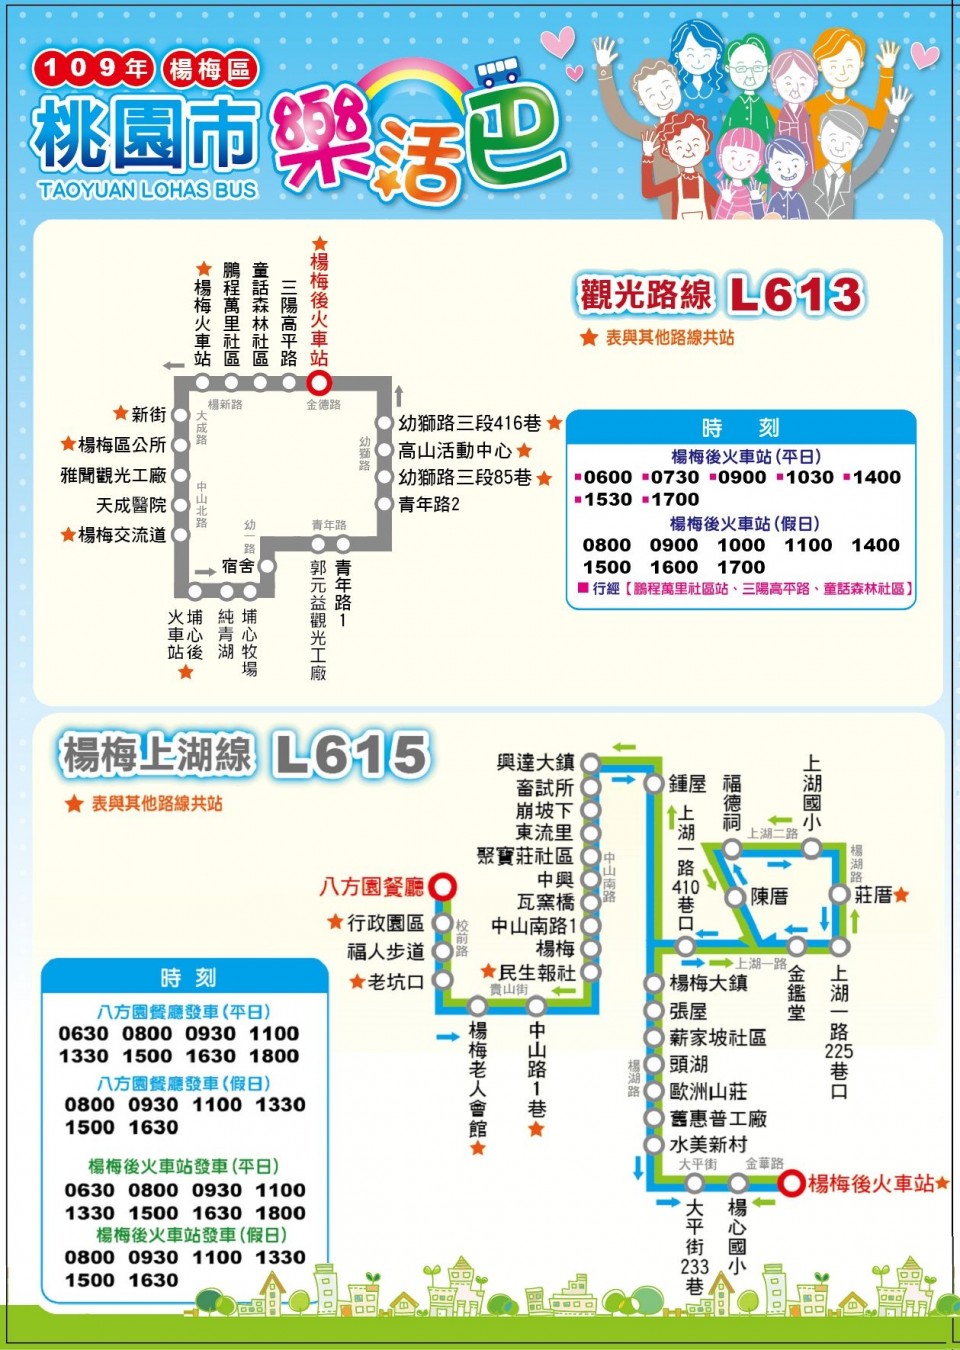 109年 楊梅區
桃園市樂活巴
TAOYUAN LOHAS BUS
觀光路線 L613
★ 表與其他路線共站
★楊梅火車站
鵬程萬里社區
童話森林社區
三陽高平路
★楊梅後火車站
楊新路
金德路
大成路
中山北路
幼一路
青年路
幼獅路
★新街
★楊梅區公所
雅聞觀光工廠
天成醫院
★楊梅交流道
埔心後火車站★
純青湖
埔心牧場
宿舍
郭元益觀光工廠
青年路1
幼獅路三段416巷★
高山活動中心★
幼獅路三段85巷★
青年路2
時 刻
楊梅後火車站(平日)
▪0600 ▪0730 ▪0900 ▪1030 ▪1400
▪1530 ▪1700
楊梅後火車站(假日)
0800 0900 1000 1100 1400
1500 1600 1700
■行經【鵬程萬里社區站、三陽高平路、童話森林社區】
楊梅上湖線 L615
★ 表與其他路線共站
八方園餐廳
★行政園區
福人步道
★老坑口
校前路
楊梅老人會館★
中山路1巷★
貴山街
興達大鎮
畜試所
崩坡下
東流里
聚寶莊社區
中興
瓦窯橋
中山南路1
楊梅
★民生報社
中山南路
鍾屋
上湖一路410巷口
福德祠
上湖國小
上湖二路
楊湖路
陳厝
莊厝★
上湖一路
金鑑堂
上湖一路225巷口
楊梅大鎮
張屋
薪家坡社區
頭湖
歐洲山莊
舊惠普工廠
水美新村
楊湖路
大平街
金華路
大平街233巷
楊心國小
楊梅後火車站★
時 刻
八方園餐廳發車(平日)
0630 0800 0930 1100
1330 1500 1630 1800
八方園餐廳發車(假日)
0800 0930 1100 1330
1500 1630
楊梅後火車站發車(平日)
0630 0800 0930 1100
1330 1500 1630 1800
楊梅後火車站發車(假日)
0800 0930 1100 1330
1500 1630